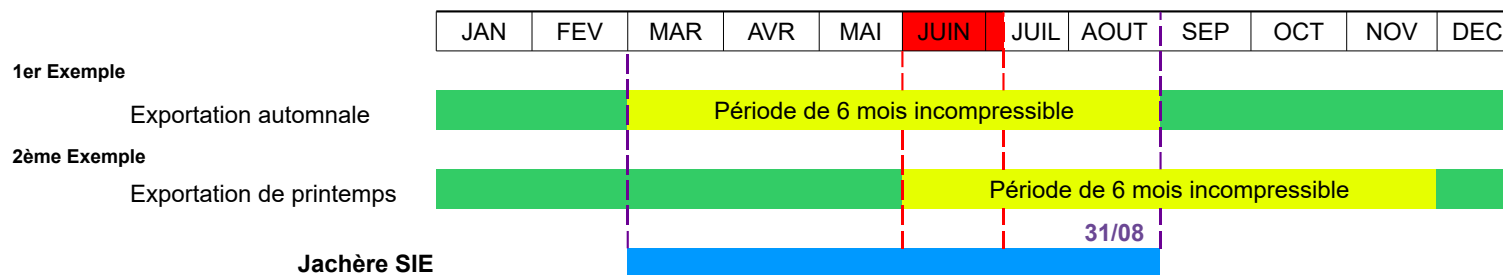 JAN FEV MAR AVR MAI JUIN JUIL AOUT SEP OCT NOV DEC
1er Exemple
Exportation automnale Période de 6 mois incompressible
2ème Exemple
Exportation de printemps Période de 6 mois incompressible
31/08
Jachère SIE